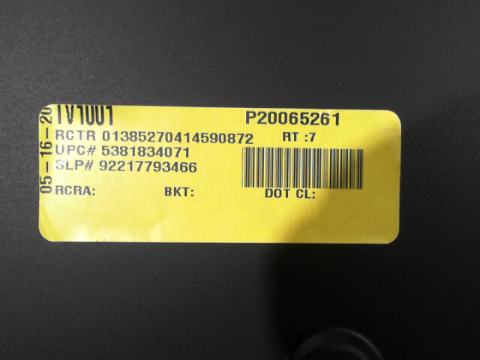 05-16-20
TV1001
P20065261
RCTR 01385270414590872
RT :7
UPC# 5381834071
SLP# 92217793466
RCRA:
BKT:
DOT CL: